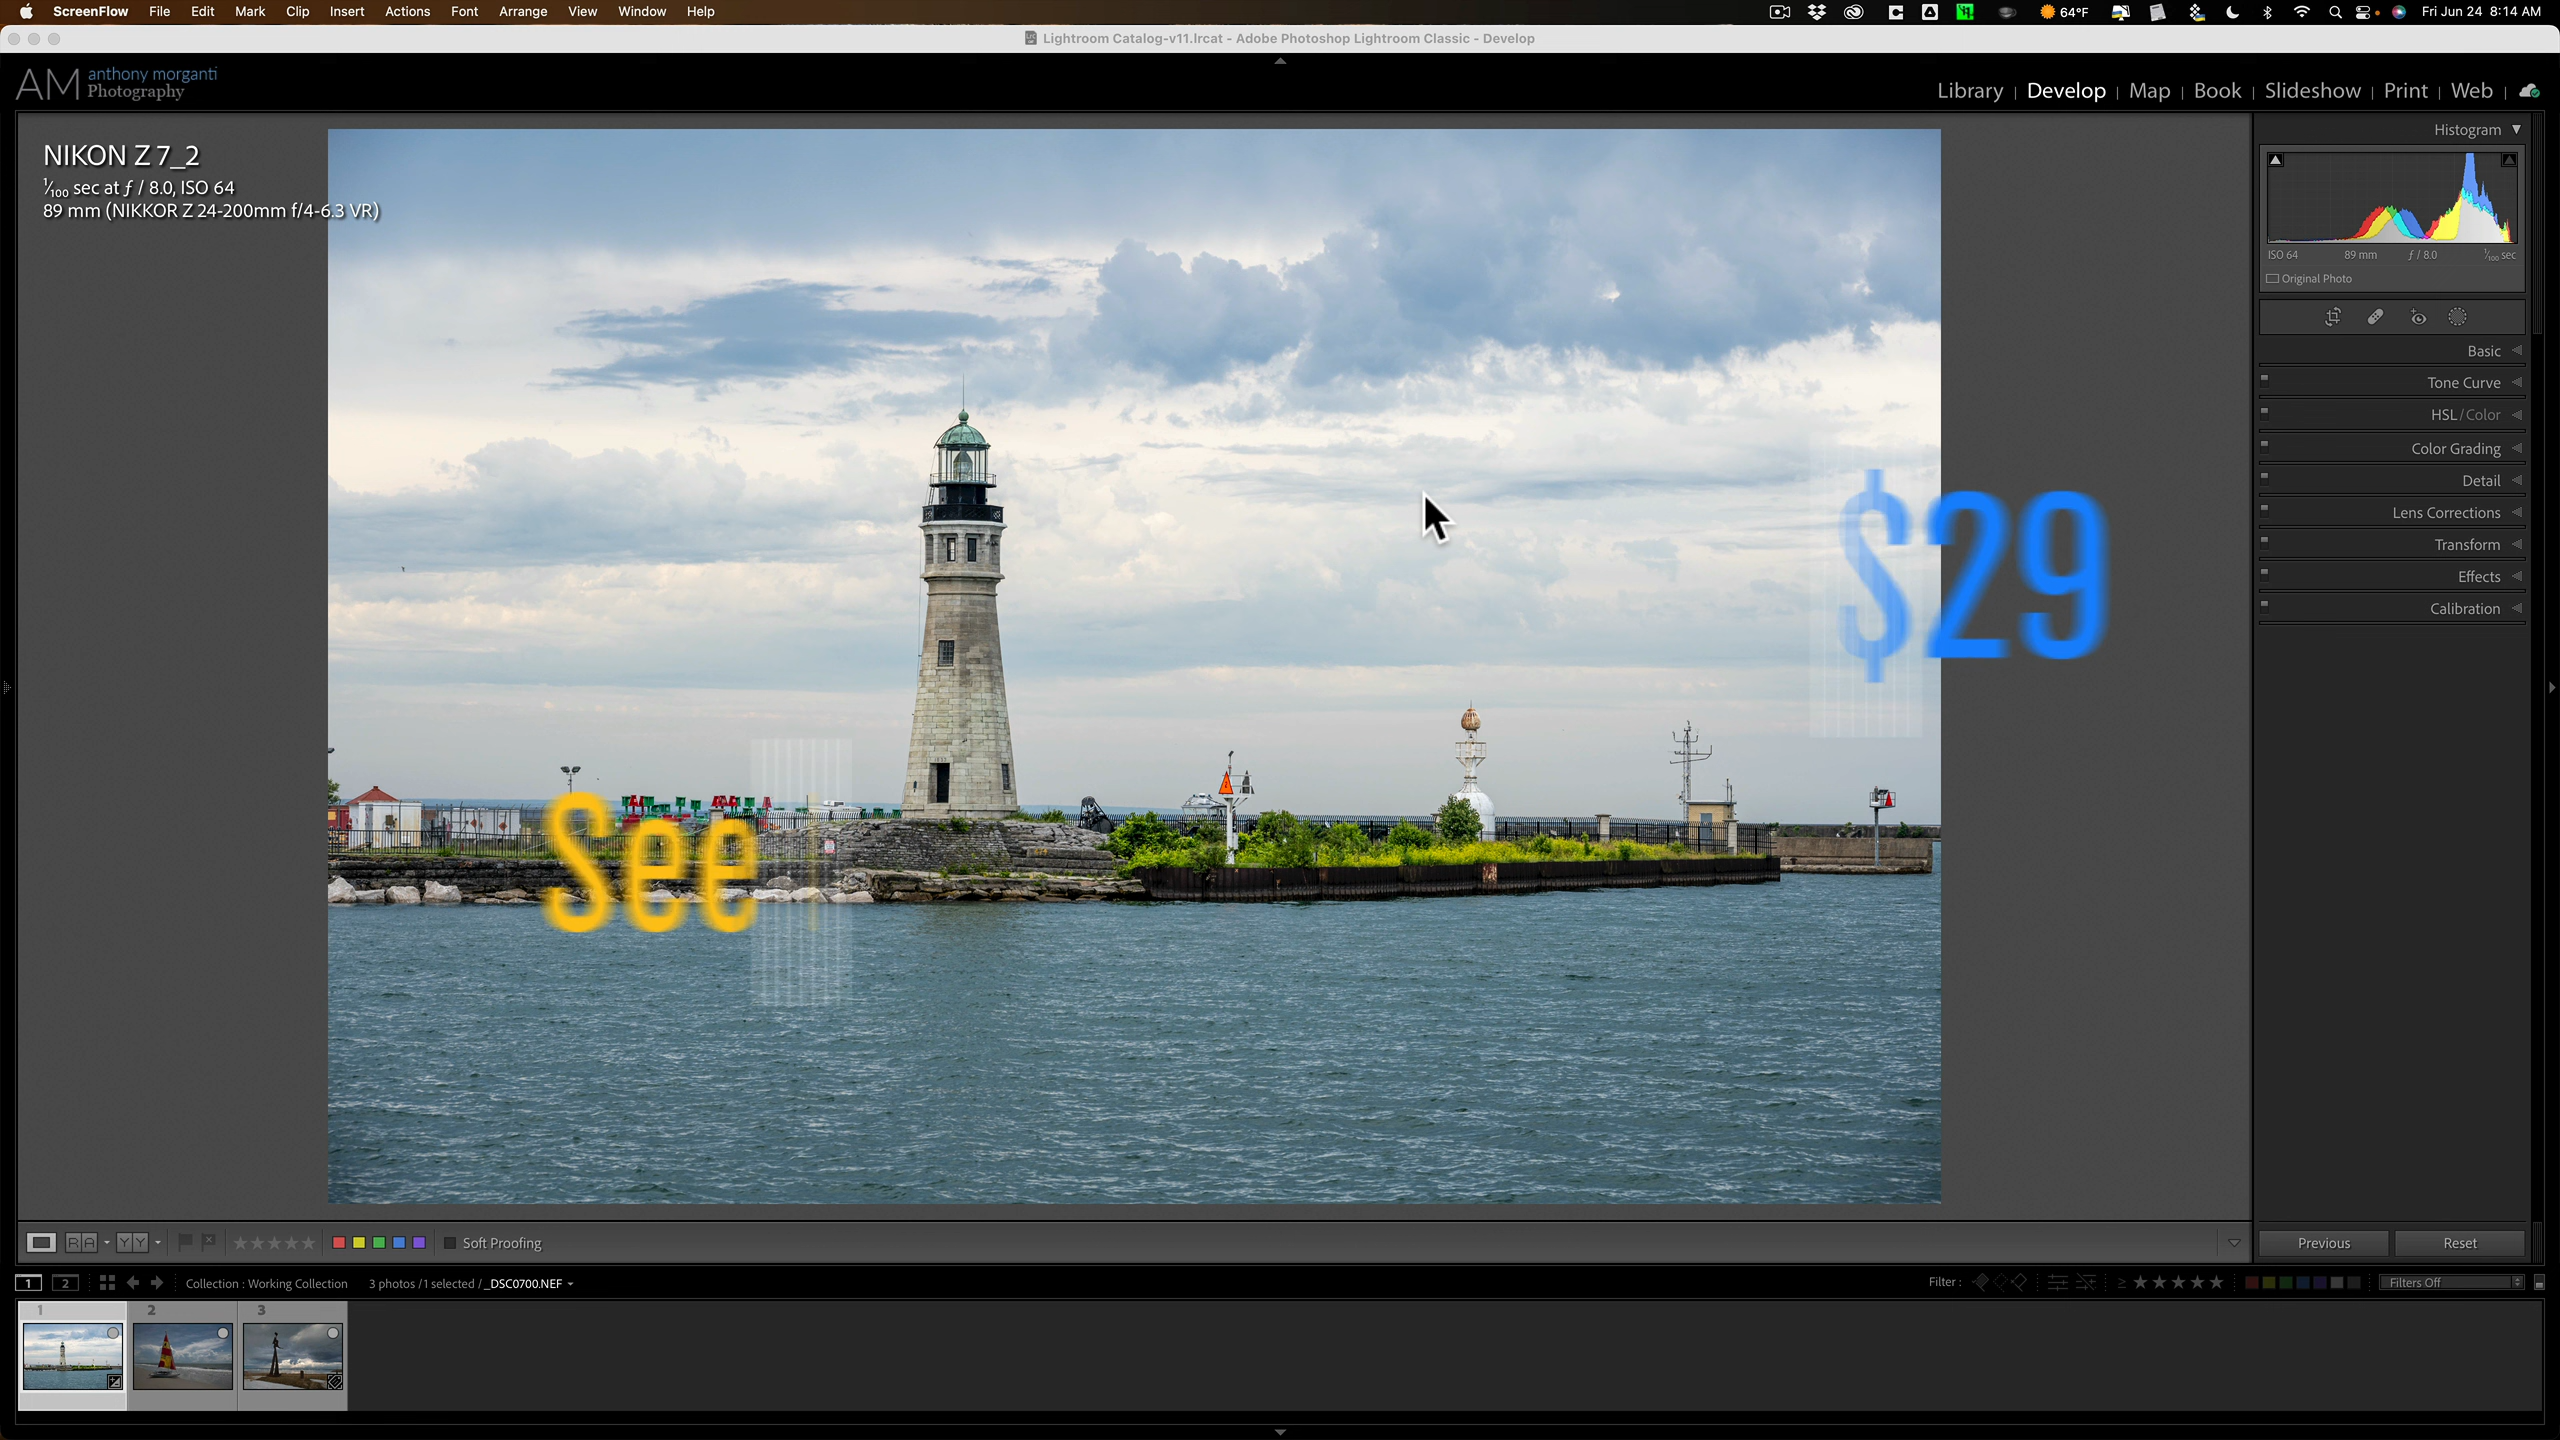 ScreenFlow File Edit Mark Clip Insert Actions Font Arrange View Window Help 64°F Fri Jun 24 8:14 AM
Lightroom Catalog-v11.lrcat - Adobe Photoshop Lightroom Classic - Develop
AM anthony morganti Photography
Library | Develop | Map | Book | Slideshow | Print | Web
NIKON Z 7_2
1/100 sec at ƒ / 8.0, ISO 64
89 mm (NIKKOR Z 24-200mm f/4-6.3 VR)
Histogram
ISO 64 89 mm ƒ / 8.0 1/100 sec
Original Photo
Basic
Tone Curve
HSL / Color
Color Grading
Detail
Lens Corrections
Transform
Effects
Calibration
$29
See
Soft Proofing
Previous Reset
1 2 Collection : Working Collection 3 photos / 1 selected / _DSC0700.NEF Filter : ≥ Filters Off
1 2 3